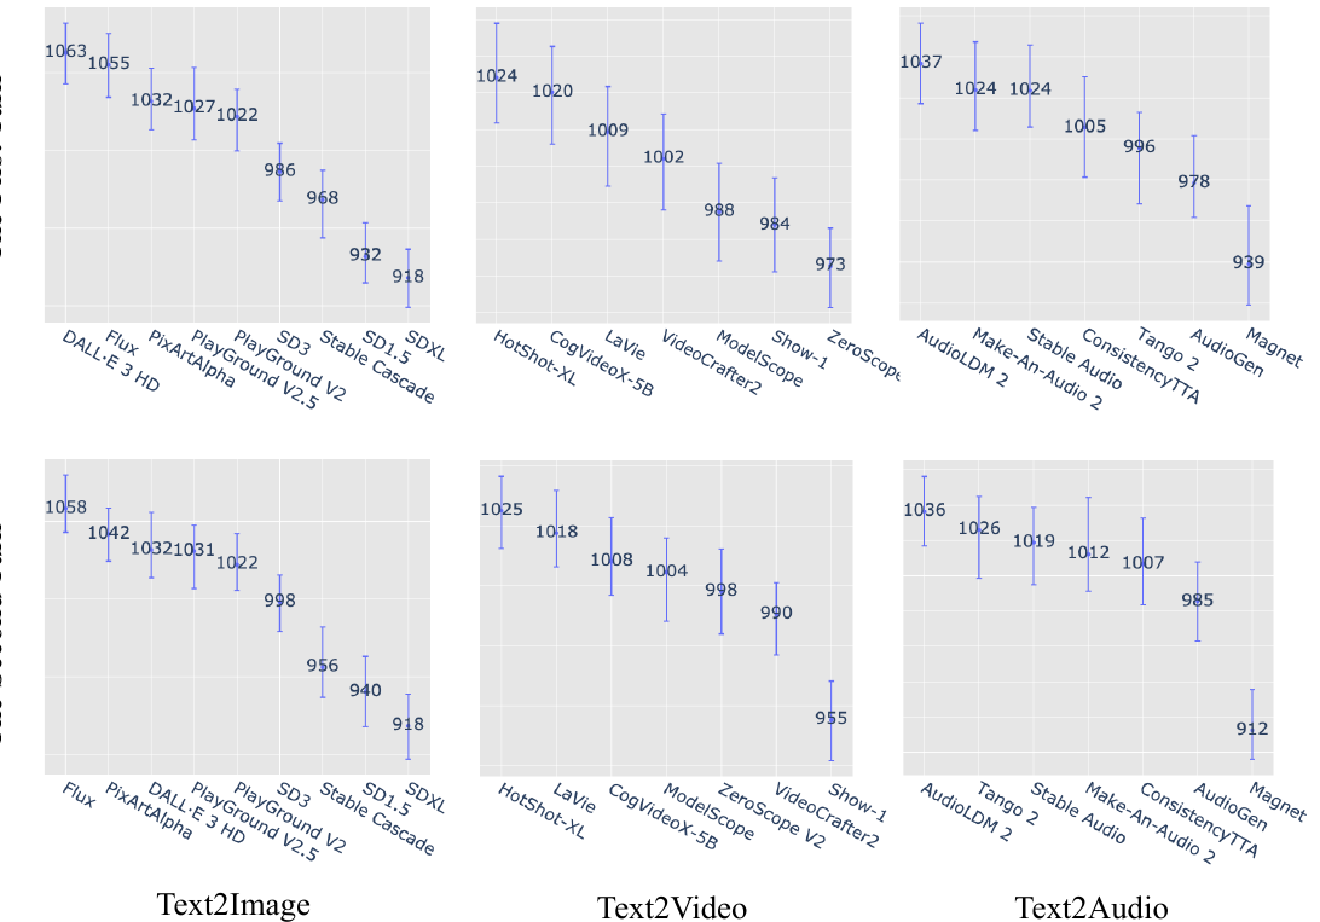 1063 1055 1032 1027 1022 986 968 932 918
DALL·E 3 HD Flux PixArtAlpha PlayGround V2.5 PlayGround V2 SD3 Stable Cascade SD1.5 SDXL
1024 1020 1009 1002 988 984 973
HotShot-XL CogVideoX-5B LaVie VideoCrafter2 ModelScope Show-1 ZeroScope
1037 1024 1024 1005 996 978 939
AudioLDM 2 Make-An-Audio 2 Stable Audio ConsistencyTTA Tango 2 AudioGen Magnet
1058 1042 1032 1031 1022 998 956 940 918
Flux PixArtAlpha DALL·E 3 HD PlayGround V2.5 PlayGround V2 SD3 Stable Cascade SD1.5 SDXL
1025 1018 1008 1004 998 990 955
HotShot-XL LaVie CogVideoX-5B ModelScope ZeroScope V2 VideoCrafter2 Show-1
1036 1026 1019 1012 1007 985 912
AudioLDM 2 Tango 2 Stable Audio Make-An-Audio 2 ConsistencyTTA AudioGen Magnet
Text2Image Text2Video Text2Audio